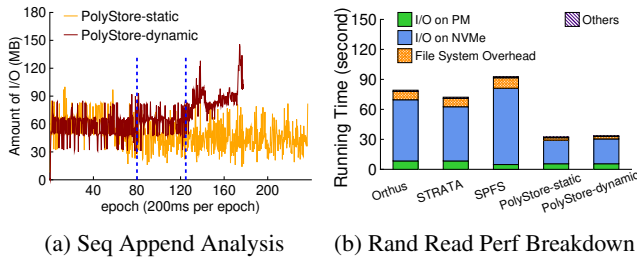 PolyStore-static
PolyStore-dynamic
Amount of I/O (MB)
180
150
120
90
60
30
0
40 80 120 160 200
epoch (200ms per epoch)
(a) Seq Append Analysis
I/O on PM
I/O on NVMe
File System Overhead
Others
Running Time (second)
150
120
90
60
30
0
Orthus
STRATA
SPFS
PolyStore-static
PolyStore-dynamic
(b) Rand Read Perf Breakdown